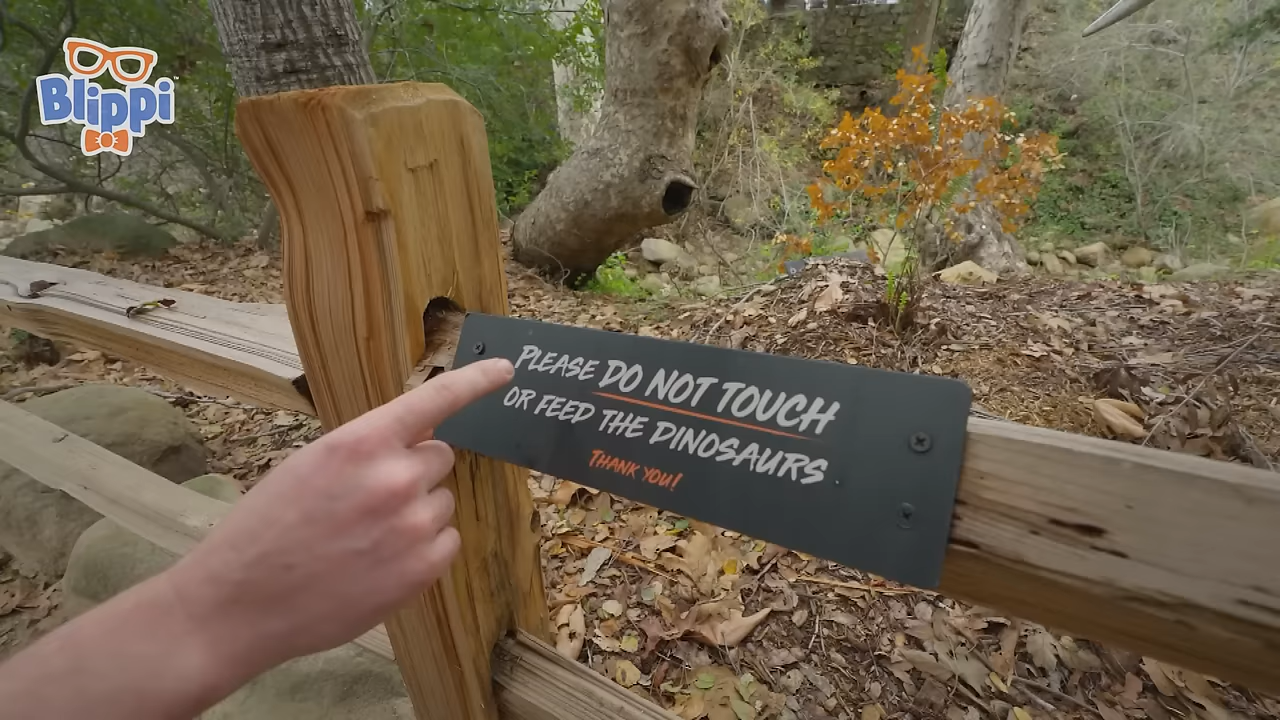 Blippi
PLEASE DO NOT TOUCH
OR FEED THE DINOSAURS
THANK YOU!